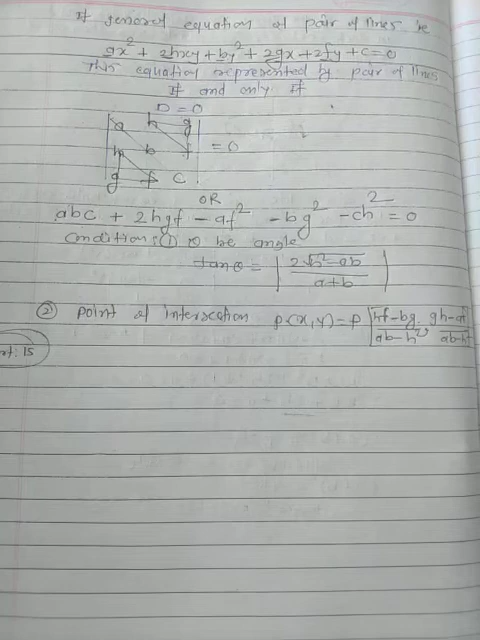 If general equation of pair of lines be
ax² + 2hxy + by² + 2gx + 2fy + c = 0
This equation represented by pair of lines
If and only if
D = 0
| a h g |
| h b f | = 0
| g f c |
OR
abc + 2hgf - af² - bg² - ch² = 0
Condition: ① to be angle
tanθ = | 2√h²-ab / a+b |
② Point of intersection P(x,y) = P [hf-bg / ab-h², gh-af / ab-h²]
nt: 15